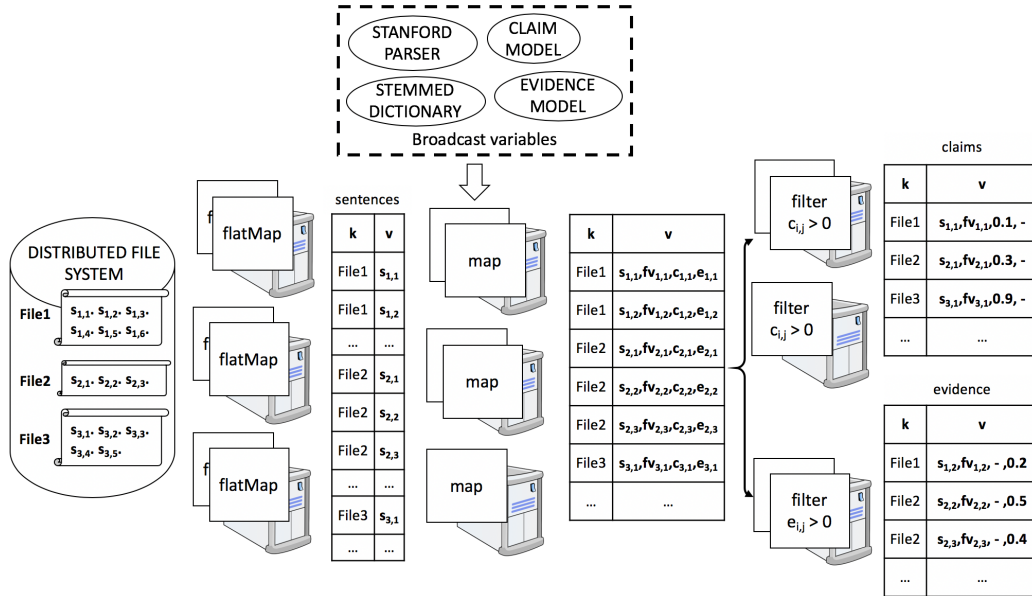 STANFORD
PARSER
CLAIM
MODEL
STEMMED
DICTIONARY
EVIDENCE
MODEL
Broadcast variables
DISTRIBUTED FILE
SYSTEM
File1
s1,1. s1,2. s1,3.
s1,4. s1,5. s1,6.
File2
s2,1. s2,2. s2,3.
File3
s3,1. s3,2. s3,3.
s3,4. s3,5.
f
flatMap
flatMap
f
flatMap
sentences
k v
File1 s1,1
File1 s1,2
... ...
File2 s2,1
File2 s2,2
File2 s2,3
... ...
File3 s3,1
... ...
map
map
map
k v
File1 s1,1,fv1,1,c1,1,e1,1
File1 s1,2,fv1,2,c1,2,e1,2
File2 s2,1,fv2,1,c2,1,e2,1
File2 s2,2,fv2,2,c2,2,e2,2
File2 s2,3,fv2,3,c2,3,e2,3
File3 s3,1,fv3,1,c3,1,e3,1
... ...
filter
ci,j > 0
filter
ci,j > 0
filter
ei,j > 0
claims
k v
File1 s1,1,fv1,1,0.1, -
File2 s2,1,fv2,1,0.3, -
File3 s3,1,fv3,1,0.9, -
... ...
evidence
k v
File1 s1,2,fv1,2, - ,0.2
File2 s2,2,fv2,2, - ,0.5
File2 s2,3,fv2,3, - ,0.4
... ...